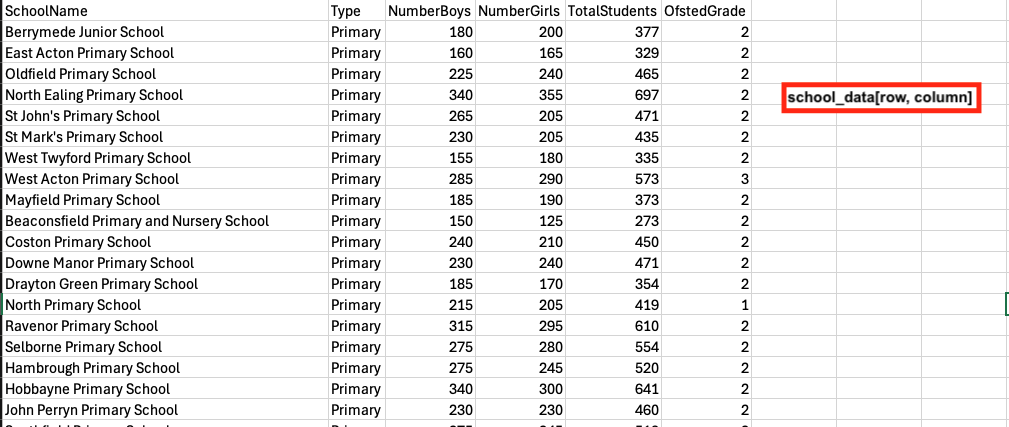 SchoolName Type NumberBoys NumberGirls TotalStudents OfstedGrade
Berrymede Junior School Primary 180 200 377 2
East Acton Primary School Primary 160 165 329 2
Oldfield Primary School Primary 225 240 465 2
North Ealing Primary School Primary 340 355 697 2
school_data[row, column]
St John's Primary School Primary 265 205 471 2
St Mark's Primary School Primary 230 205 435 2
West Twyford Primary School Primary 155 180 335 2
West Acton Primary School Primary 285 290 573 3
Mayfield Primary School Primary 185 190 373 2
Beaconsfield Primary and Nursery School Primary 150 125 273 2
Coston Primary School Primary 240 210 450 2
Downe Manor Primary School Primary 230 240 471 2
Drayton Green Primary School Primary 185 170 354 2
North Primary School Primary 215 205 419 1
Ravenor Primary School Primary 315 295 610 2
Selborne Primary School Primary 275 280 554 2
Hambrough Primary School Primary 275 245 520 2
Hobbayne Primary School Primary 340 300 641 2
John Perryn Primary School Primary 230 230 460 2